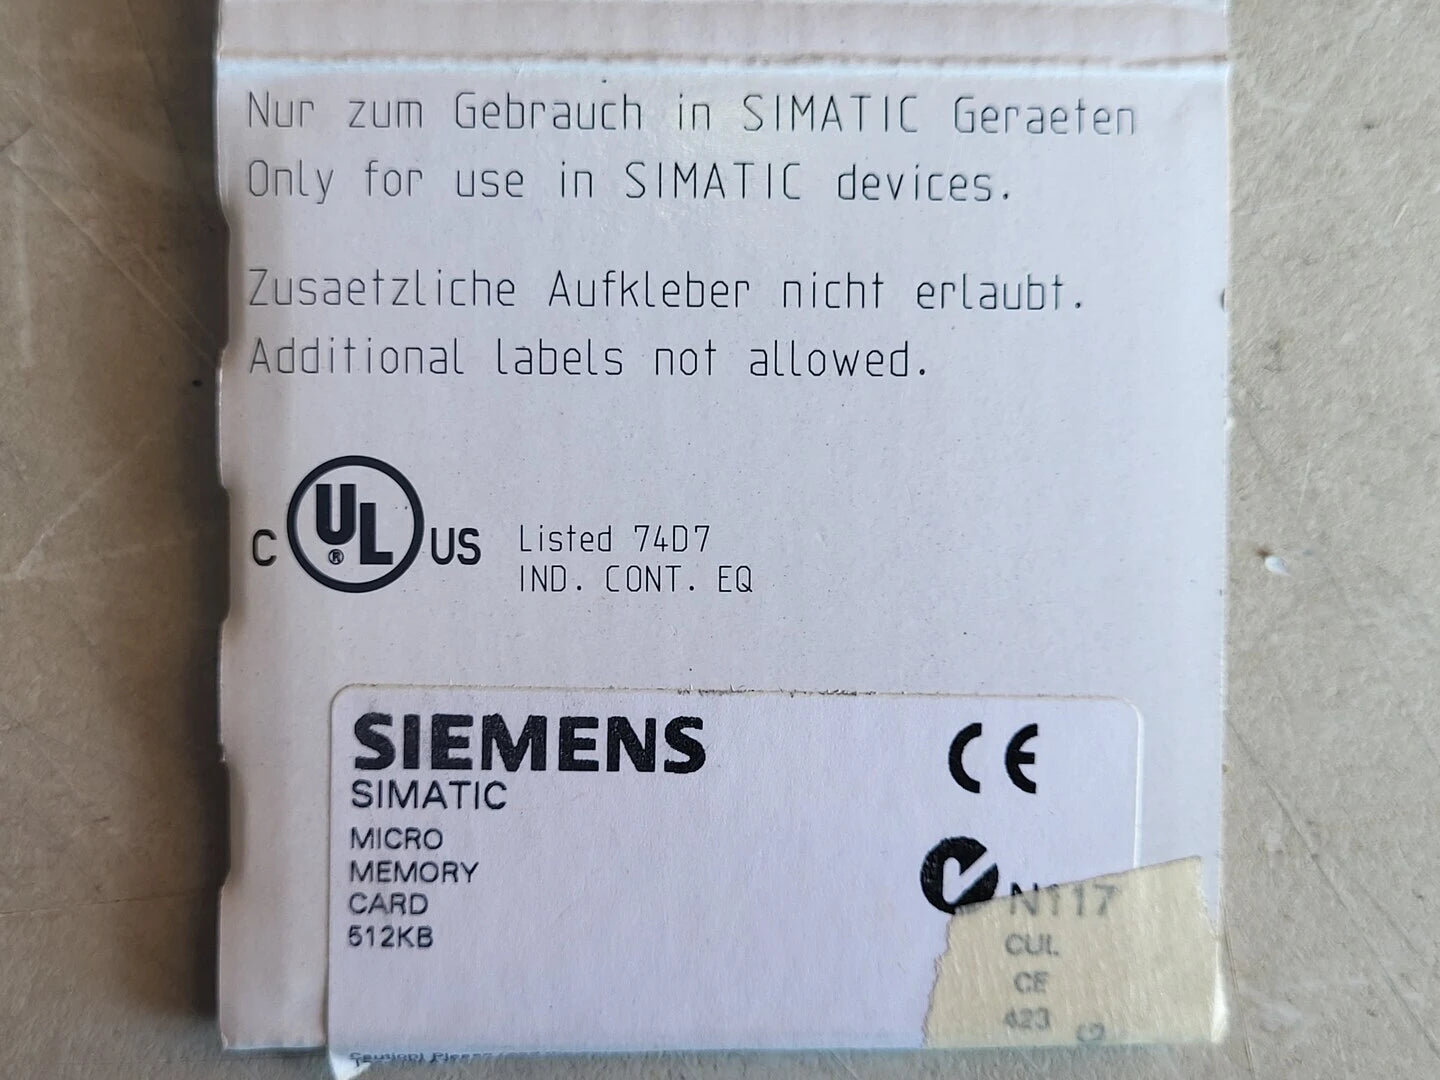 Nur zum Gebrauch in SIMATIC Geraeten
Only for use in SIMATIC devices.
Zusaetzliche Aufkleber nicht erlaubt.
Additional labels not allowed.
C UL ® US
Listed 74D7
IND. CONT. EQ
SIEMENS
SIMATIC
MICRO
MEMORY
CARD
512KB
CE
N117
CUL
CE
423